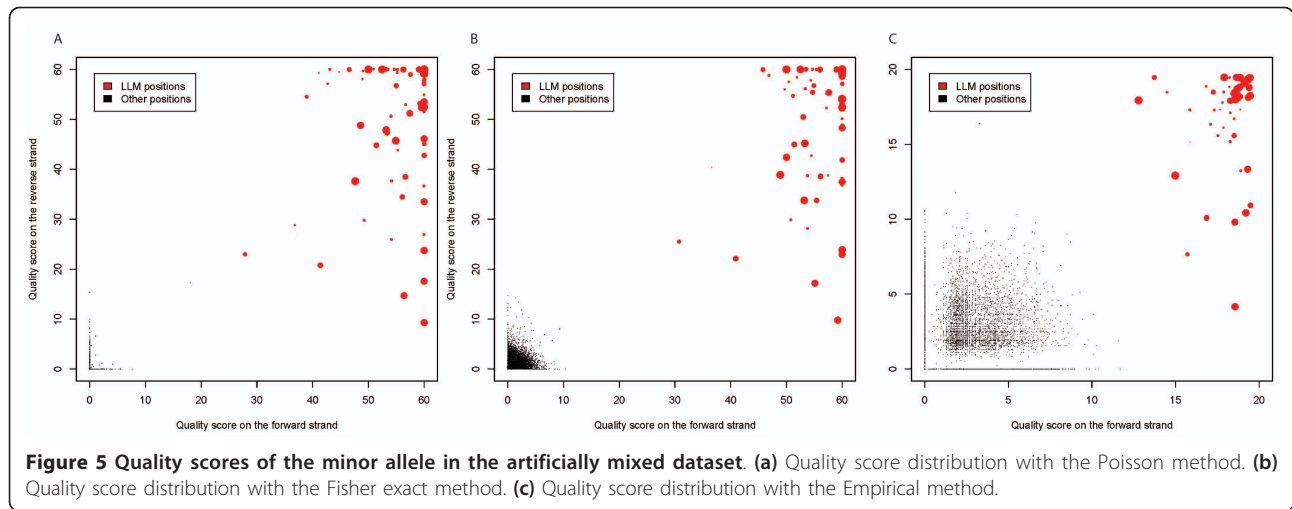 A
Quality score on the reverse strand
60
50
40
30
20
10
0
LLM positions
Other positions
0 10 20 30 40 50 60
Quality score on the forward strand
B
Quality score on the reverse strand
60
50
40
30
20
10
0
LLM positions
Other positions
0 10 20 30 40 50 60
Quality score on the forward strand
C
Quality score on the reverse strand
20
15
10
5
0
LLM positions
Other positions
0 5 10 15 20
Quality score on the forward strand
Figure 5 Quality scores of the minor allele in the artificially mixed dataset. (a) Quality score distribution with the Poisson method. (b)
Quality score distribution with the Fisher exact method. (c) Quality score distribution with the Empirical method.